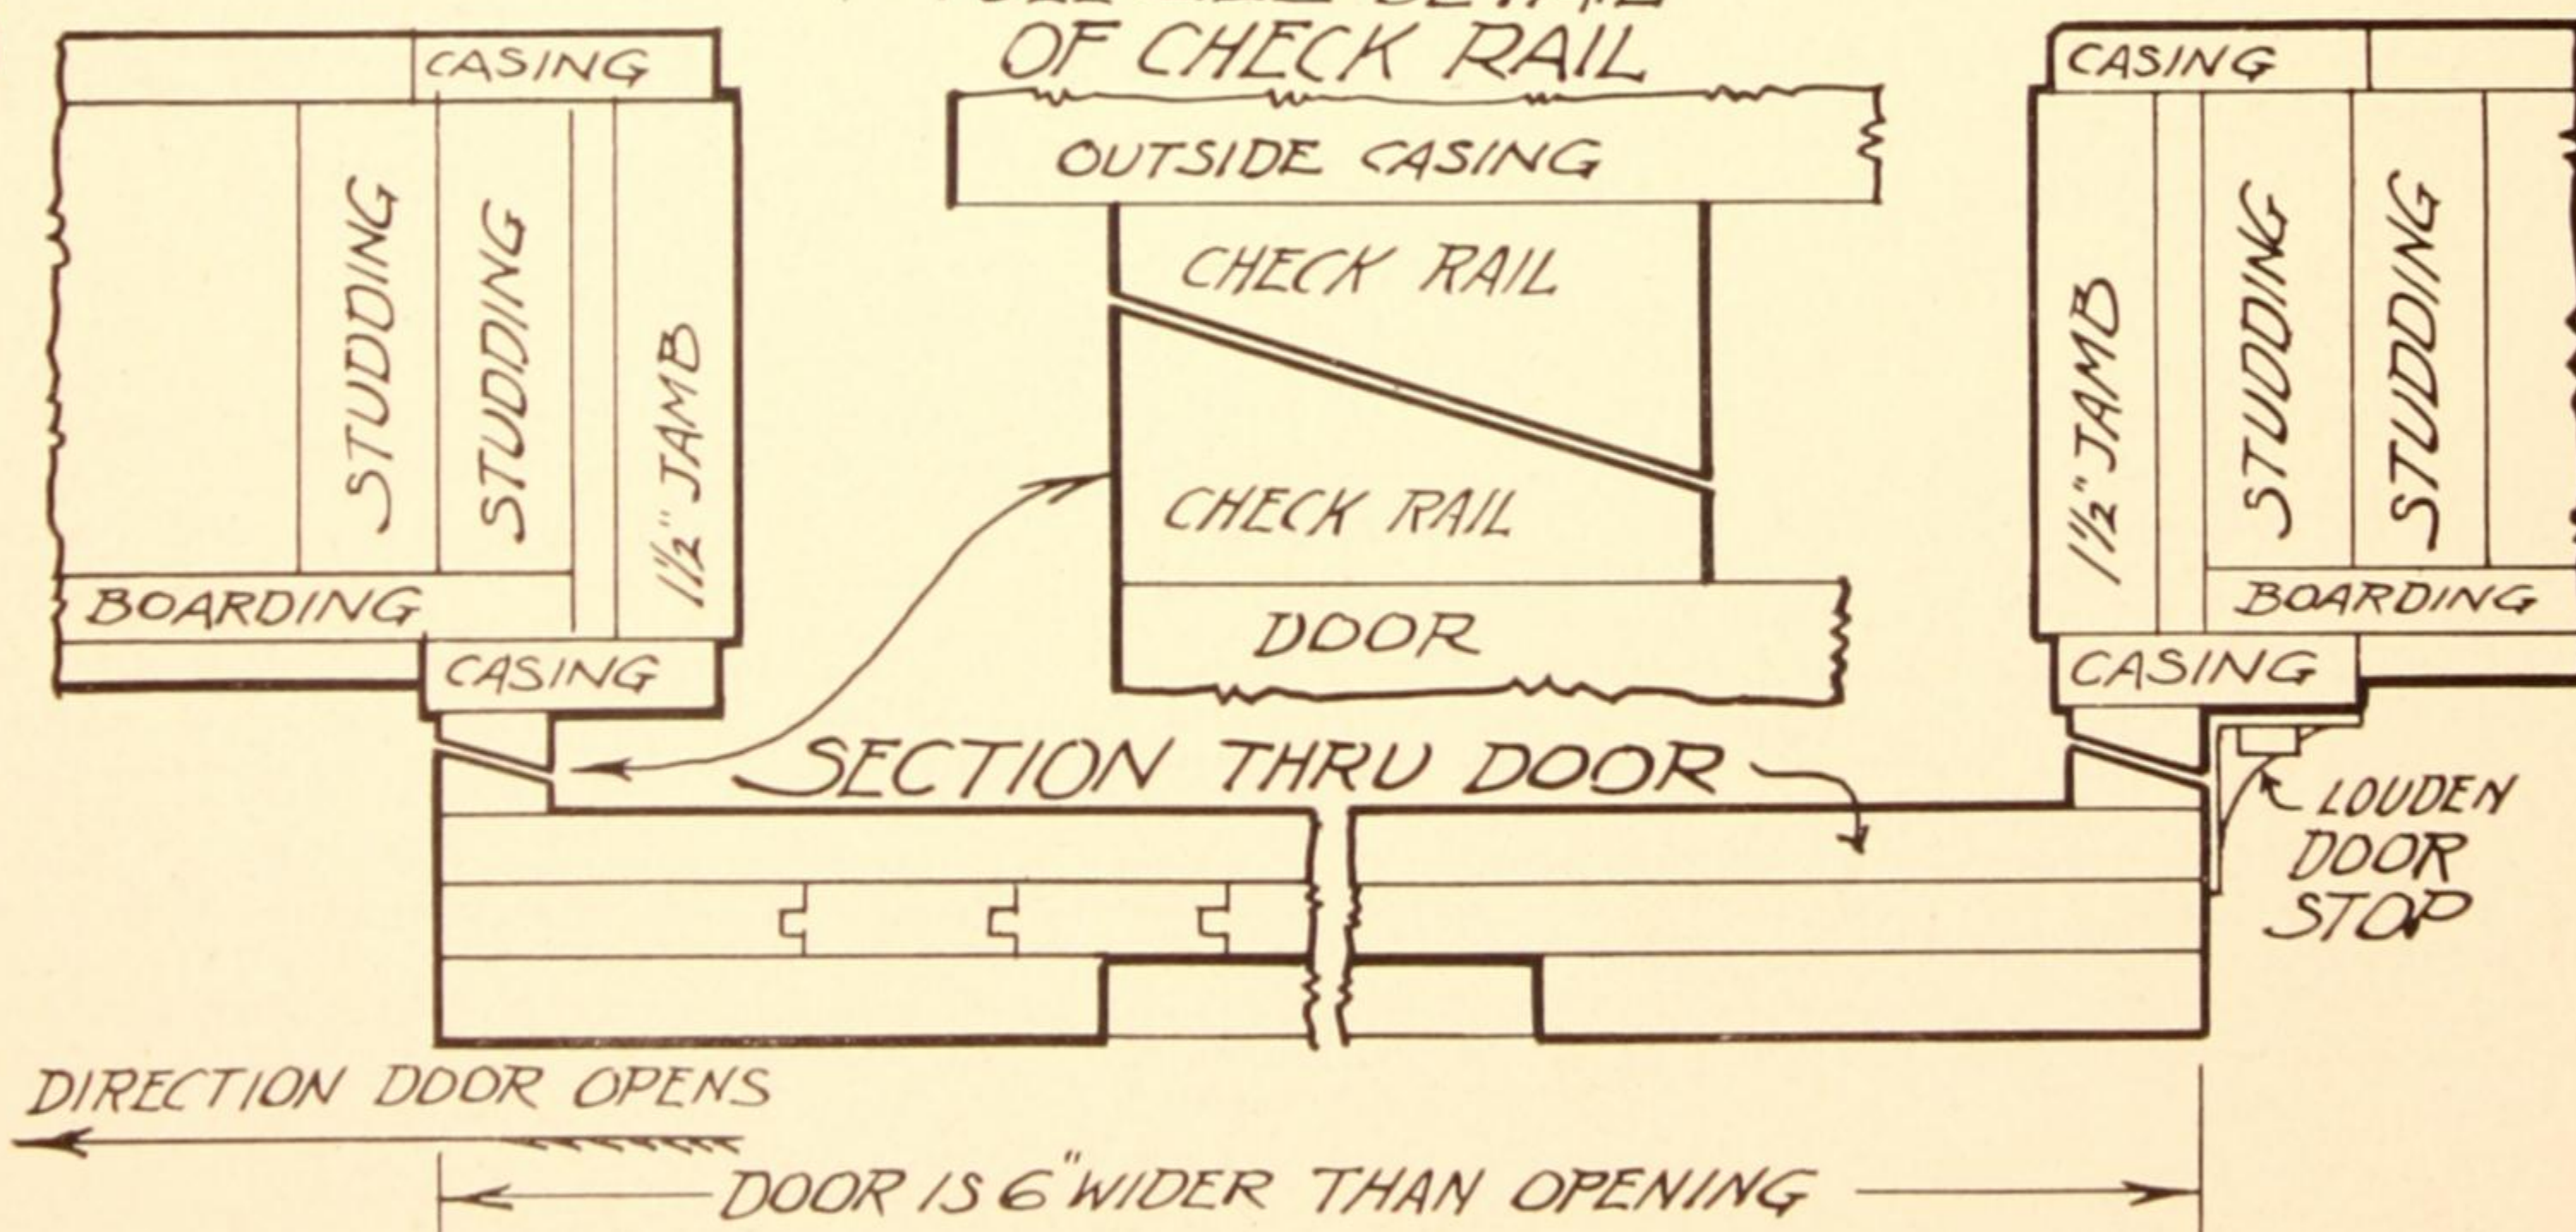 OF CHECK RAIL
CASING
CASING
OUTSIDE CASING
STUDDING
STUDDING
1½" JAMB
CHECK RAIL
1½" JAMB
STUDDING
STUDDING
CHECK RAIL
BOARDING
BOARDING
DOOR
CASING
CASING
SECTION THRU DOOR
LOUDEN
DOOR
STOP
DIRECTION DOOR OPENS
DOOR IS 6" WIDER THAN OPENING